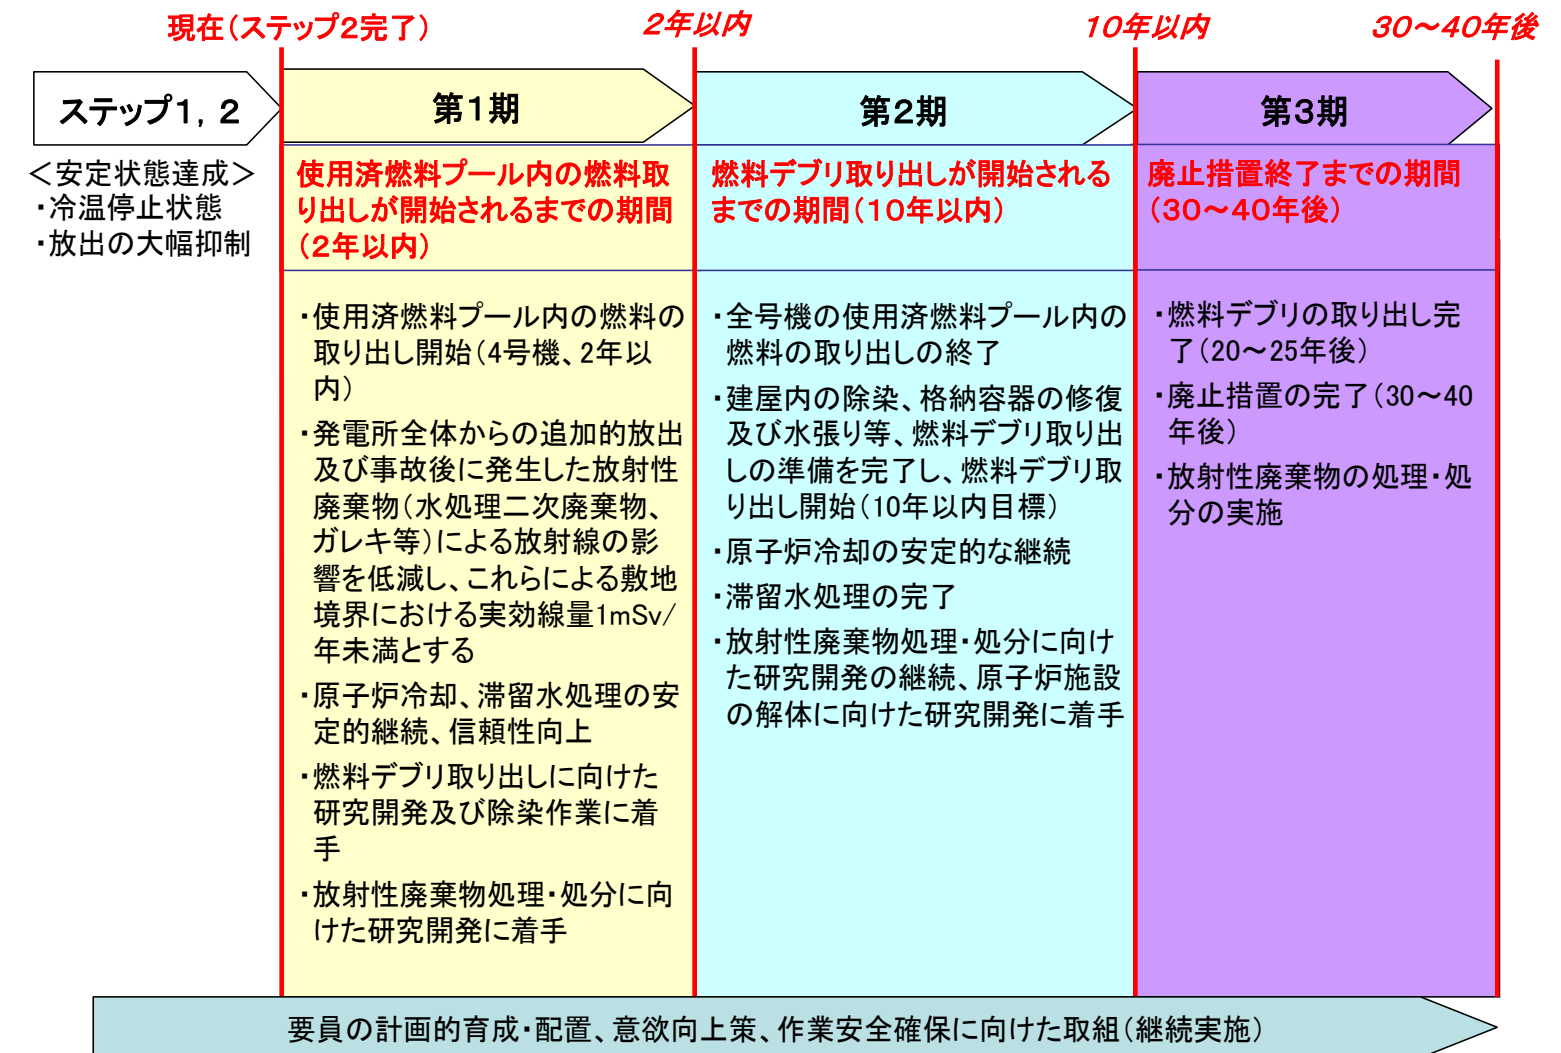 現在(ステップ2完了)
2年以内
10年以内
30～40年後
ステップ1, 2
第1期
第2期
第3期
＜安定状態達成＞
・冷温停止状態
・放出の大幅抑制
使用済燃料プール内の燃料取
り出しが開始されるまでの期間
(2年以内)
燃料デブリ取り出しが開始される
までの期間(10年以内)
廃止措置終了までの期間
(30～40年後)
・使用済燃料プール内の燃料の
取り出し開始(4号機、2年以
内)
・発電所全体からの追加的放出
及び事故後に発生した放射性
廃棄物(水処理二次廃棄物、
ガレキ等)による放射線の影
響を低減し、これらによる敷地
境界における実効線量1mSv/
年未満とする
・原子炉冷却、滞留水処理の安
定的継続、信頼性向上
・燃料デブリ取り出しに向けた
研究開発及び除染作業に着
手
・放射性廃棄物処理・処分に向
けた研究開発に着手
・全号機の使用済燃料プール内の
燃料の取り出しの終了
・建屋内の除染、格納容器の修復
及び水張り等、燃料デブリ取り出
しの準備を完了し、燃料デブリ取
り出し開始(10年以内目標)
・原子炉冷却の安定的な継続
・滞留水処理の完了
・放射性廃棄物処理・処分に向け
た研究開発の継続、原子炉施設
の解体に向けた研究開発に着手
・燃料デブリの取り出し完
了(20～25年後)
・廃止措置の完了(30～40
年後)
・放射性廃棄物の処理・処
分の実施
要員の計画的育成・配置、意欲向上策、作業安全確保に向けた取組(継続実施)